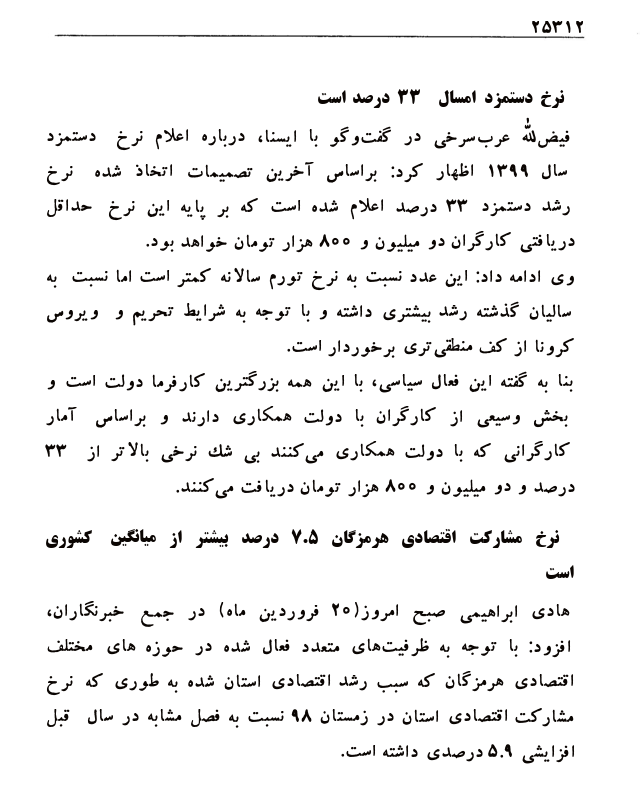 ۲۵۳۱۲
نرخ دستمزد امسال ۳۳ درصد است
فیض‌الله عرب‌سرخی در گفت‌وگو با ایسنا، درباره اعلام نرخ دستمزد
سال ۱۳۹۹ اظهار کرد: براساس آخرین تصمیمات اتخاذ شده نرخ
رشد دستمزد ۳۳ درصد اعلام شده است که بر پایه این نرخ حداقل
دریافتی کارگران دو میلیون و ۸۰۰ هزار تومان خواهد بود.
وی ادامه داد: این عدد نسبت به نرخ تورم سالانه کمتر است اما نسبت به
سالیان گذشته رشد بیشتری داشته و با توجه به شرایط تحریم و ویروس
کرونا از کف منطقی‌تری برخوردار است.
بنا به گفته این فعال سیاسی، با این همه بزرگترین کارفرما دولت است و
بخش وسیعی از کارگران با دولت همکاری دارند و براساس آمار
کارگرانی که با دولت همکاری می‌کنند بی شك نرخی بالاتر از ۳۳
درصد و دو میلیون و ۸۰۰ هزار تومان دریافت می‌کنند.
نرخ مشارکت اقتصادی هرمزگان ۷.۵ درصد بیشتر از میانگین کشوری
است
هادی ابراهیمی صبح امروز(۲۰ فروردین ماه) در جمع خبرنگاران،
افزود: با توجه به ظرفیت‌های متعدد فعال شده در حوزه های مختلف
اقتصادی هرمزگان که سبب رشد اقتصادی استان شده به طوری که نرخ
مشارکت اقتصادی استان در زمستان ۹۸ نسبت به فصل مشابه در سال قبل
افزایشی ۵.۹ درصدی داشته است.